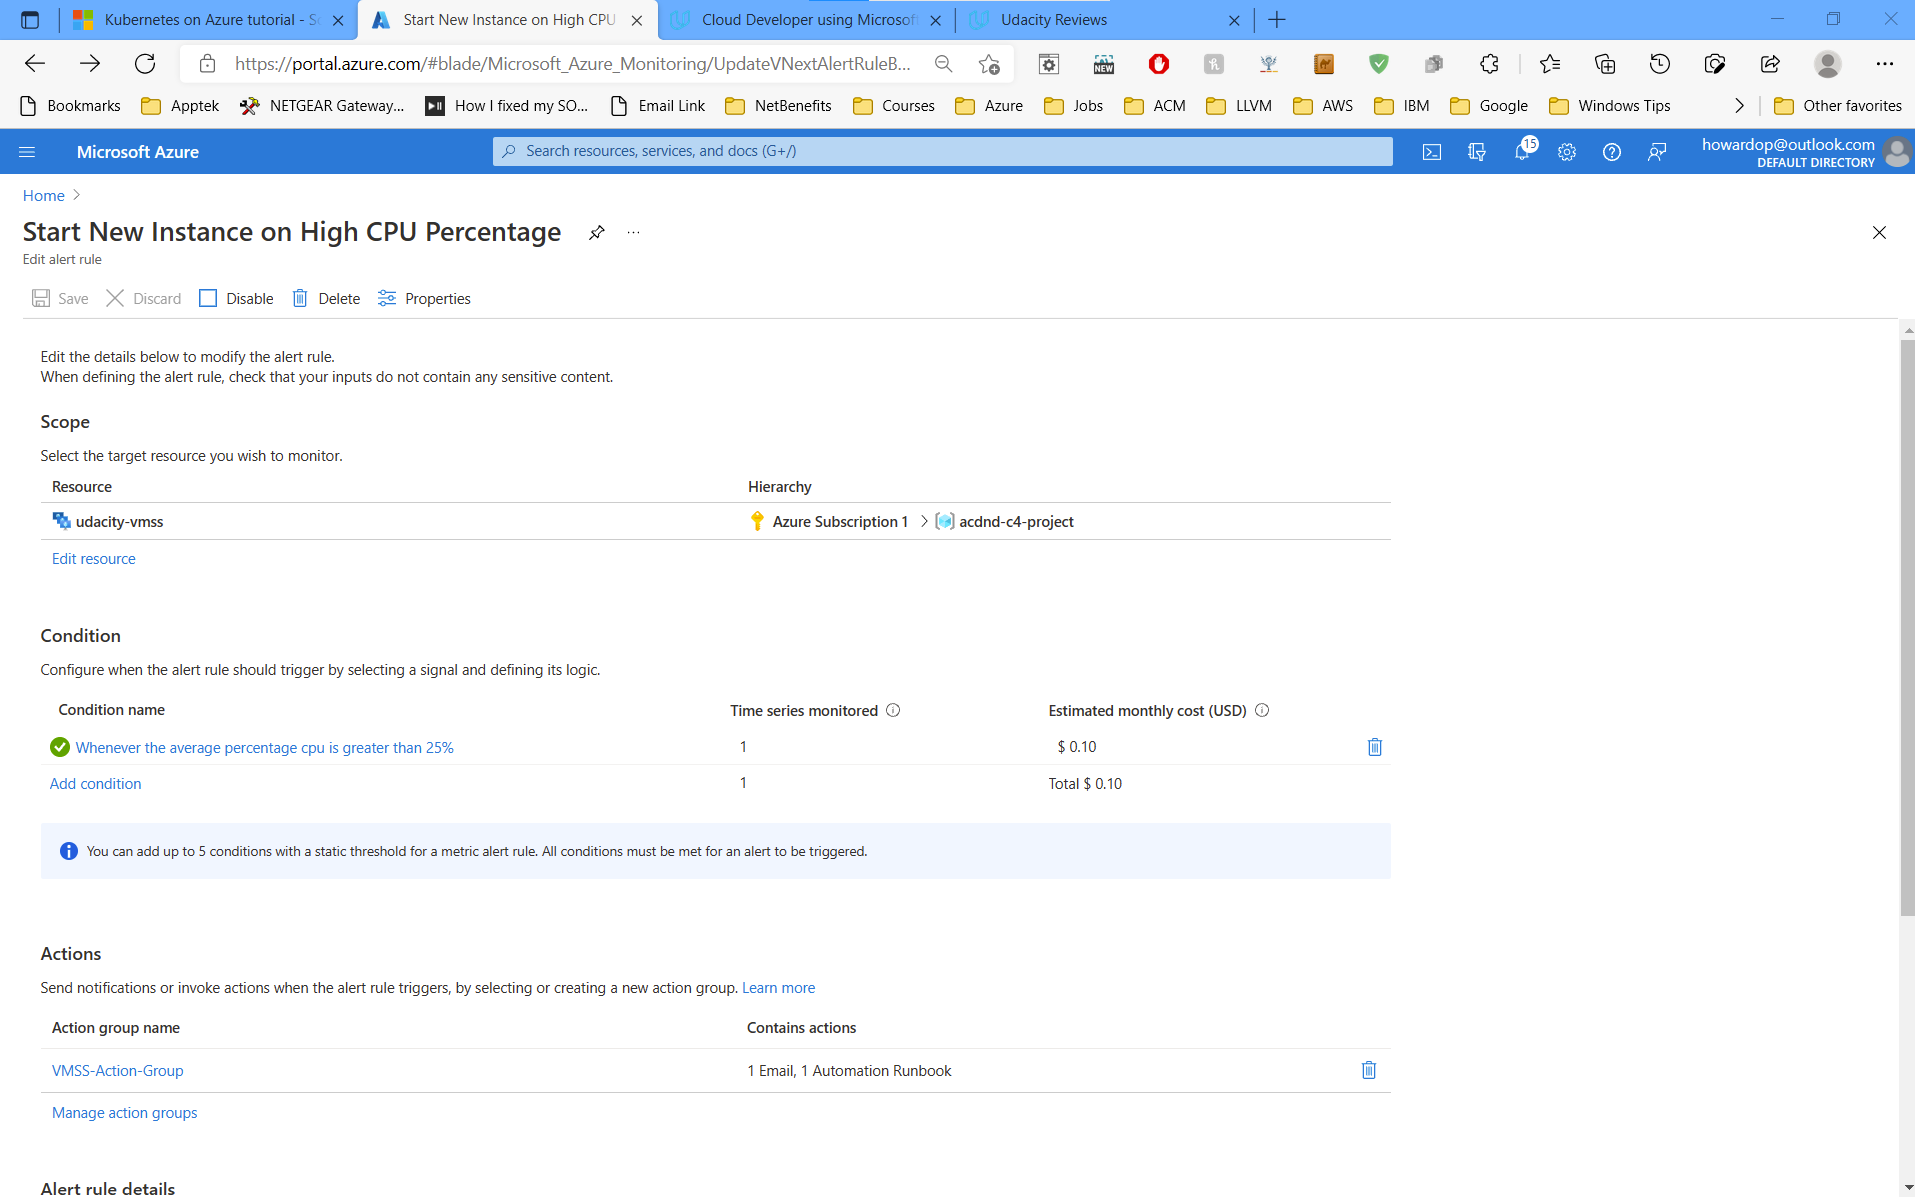 Kubernetes on Azure tutorial - S
Start New Instance on High CPU
Cloud Developer using Microsof
Udacity Reviews
https://portal.azure.com/#blade/Microsoft_Azure_Monitoring/UpdateVNextAlertRuleB...
NEW
Bookmarks
Apptek
NETGEAR Gateway...
How I fixed my SO...
Email Link
NetBenefits
Courses
Azure
Jobs
ACM
LLVM
AWS
IBM
Google
Windows Tips
Other favorites
Microsoft Azure
Search resources, services, and docs (G+/)
15
howardop@outlook.com
DEFAULT DIRECTORY
Home
Start New Instance on High CPU Percentage
Edit alert rule
Save
Discard
Disable
Delete
Properties
Edit the details below to modify the alert rule.
When defining the alert rule, check that your inputs do not contain any sensitive content.
Scope
Select the target resource you wish to monitor.
Resource
Hierarchy
udacity-vmss
Azure Subscription 1 > acdnd-c4-project
Edit resource
Condition
Configure when the alert rule should trigger by selecting a signal and defining its logic.
Condition name
Time series monitored
Estimated monthly cost (USD)
Whenever the average percentage cpu is greater than 25%
1
$ 0.10
Add condition
1
Total $ 0.10
You can add up to 5 conditions with a static threshold for a metric alert rule. All conditions must be met for an alert to be triggered.
Actions
Send notifications or invoke actions when the alert rule triggers, by selecting or creating a new action group. Learn more
Action group name
Contains actions
VMSS-Action-Group
1 Email, 1 Automation Runbook
Manage action groups
Alert rule details